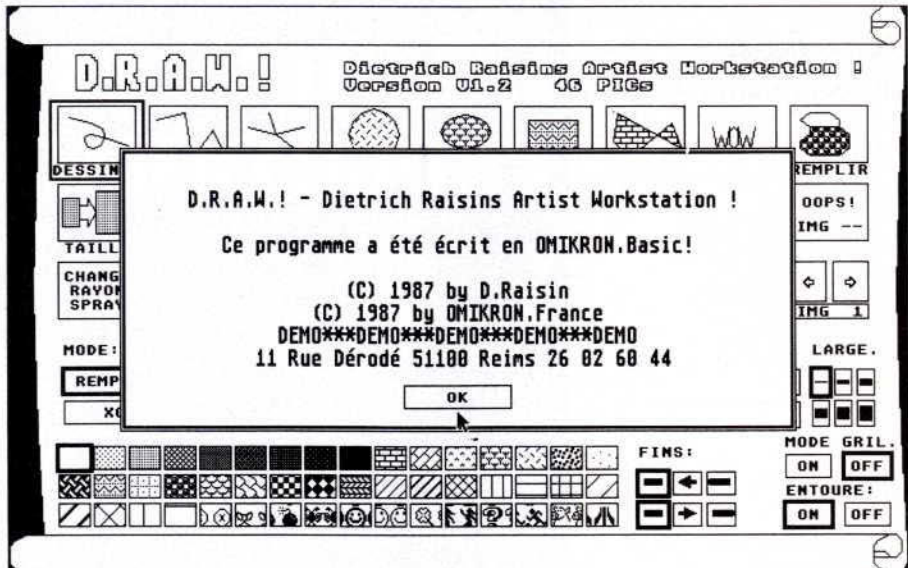 D.R.A.W.! Dietrich Raisins Artist Workstation !
Version V1.2 46 PICs
DESSIN REMPLIR
OOPS!
IMG --
TAILL
CHANG
RAYON
SPRAY
IMG 1
D.R.A.W.! - Dietrich Raisins Artist Workstation !
Ce programme a été écrit en OMIKRON.Basic!
(C) 1987 by D.Raisin
(C) 1987 by OMIKRON.France
DEMO***DEMO***DEMO***DEMO***DEMO
11 Rue Dérodé 51100 Reims 26 02 60 44
OK
MODE: LARGE.
REMP
XO
FINS:
MODE GRIL.
ON OFF
ENTOURE:
ON OFF